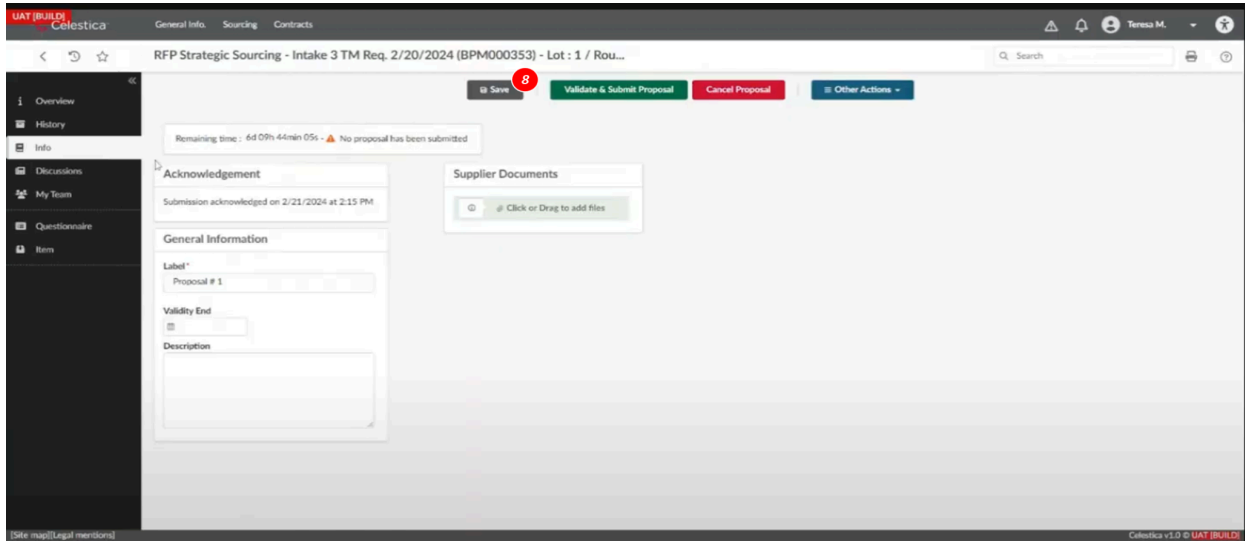 UAT [BUILD]
Celestica
General Info. Sourcing Contracts
Teresa M.
RFP Strategic Sourcing - Intake 3 TM Req. 2/20/2024 (BPM000353) - Lot : 1 / Rou...
Search
Save
8
Validate & Submit Proposal
Cancel Proposal
Other Actions
Overview
History
Info
Discussions
My Team
Questionnaire
Item
Remaining time : 6d 09h 44min 05s - No proposal has been submitted
Acknowledgement
Submission acknowledged on 2/21/2024 at 2:15 PM
Supplier Documents
Click or Drag to add files
General Information
Label*
Proposal # 1
Validity End
Description
[Site map][Legal mentions]
Celestica v1.0 © UAT [BUILD]